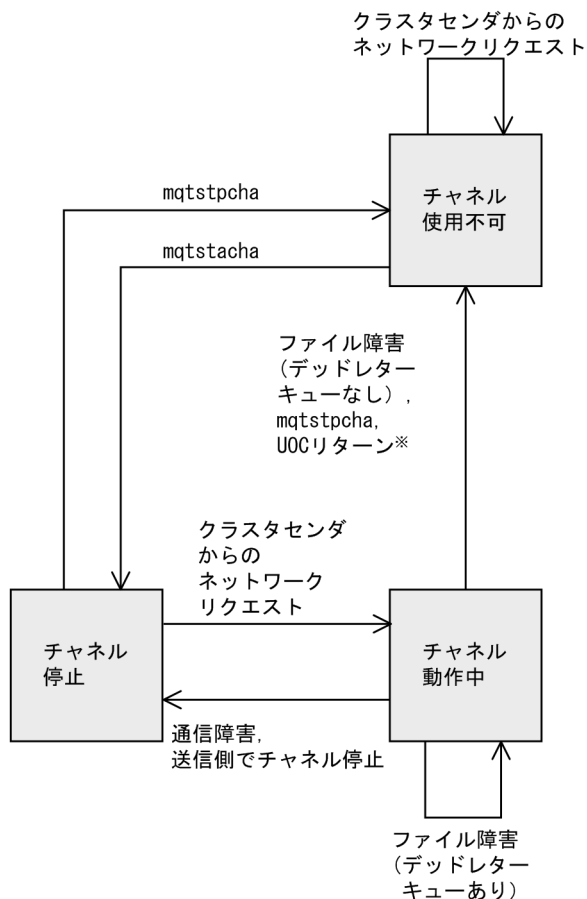 クラスタセンダからの
ネットワークリクエスト
チャネル
使用不可
mqtstpcha
mqtstacha
ファイル障害
（デッドレター
キューなし），
mqtstpcha,
UOCリターン※
クラスタセンダ
からの
ネットワーク
リクエスト
チャネル
停止
チャネル
動作中
通信障害，
送信側でチャネル停止
ファイル障害
（デッドレター
キューあり）